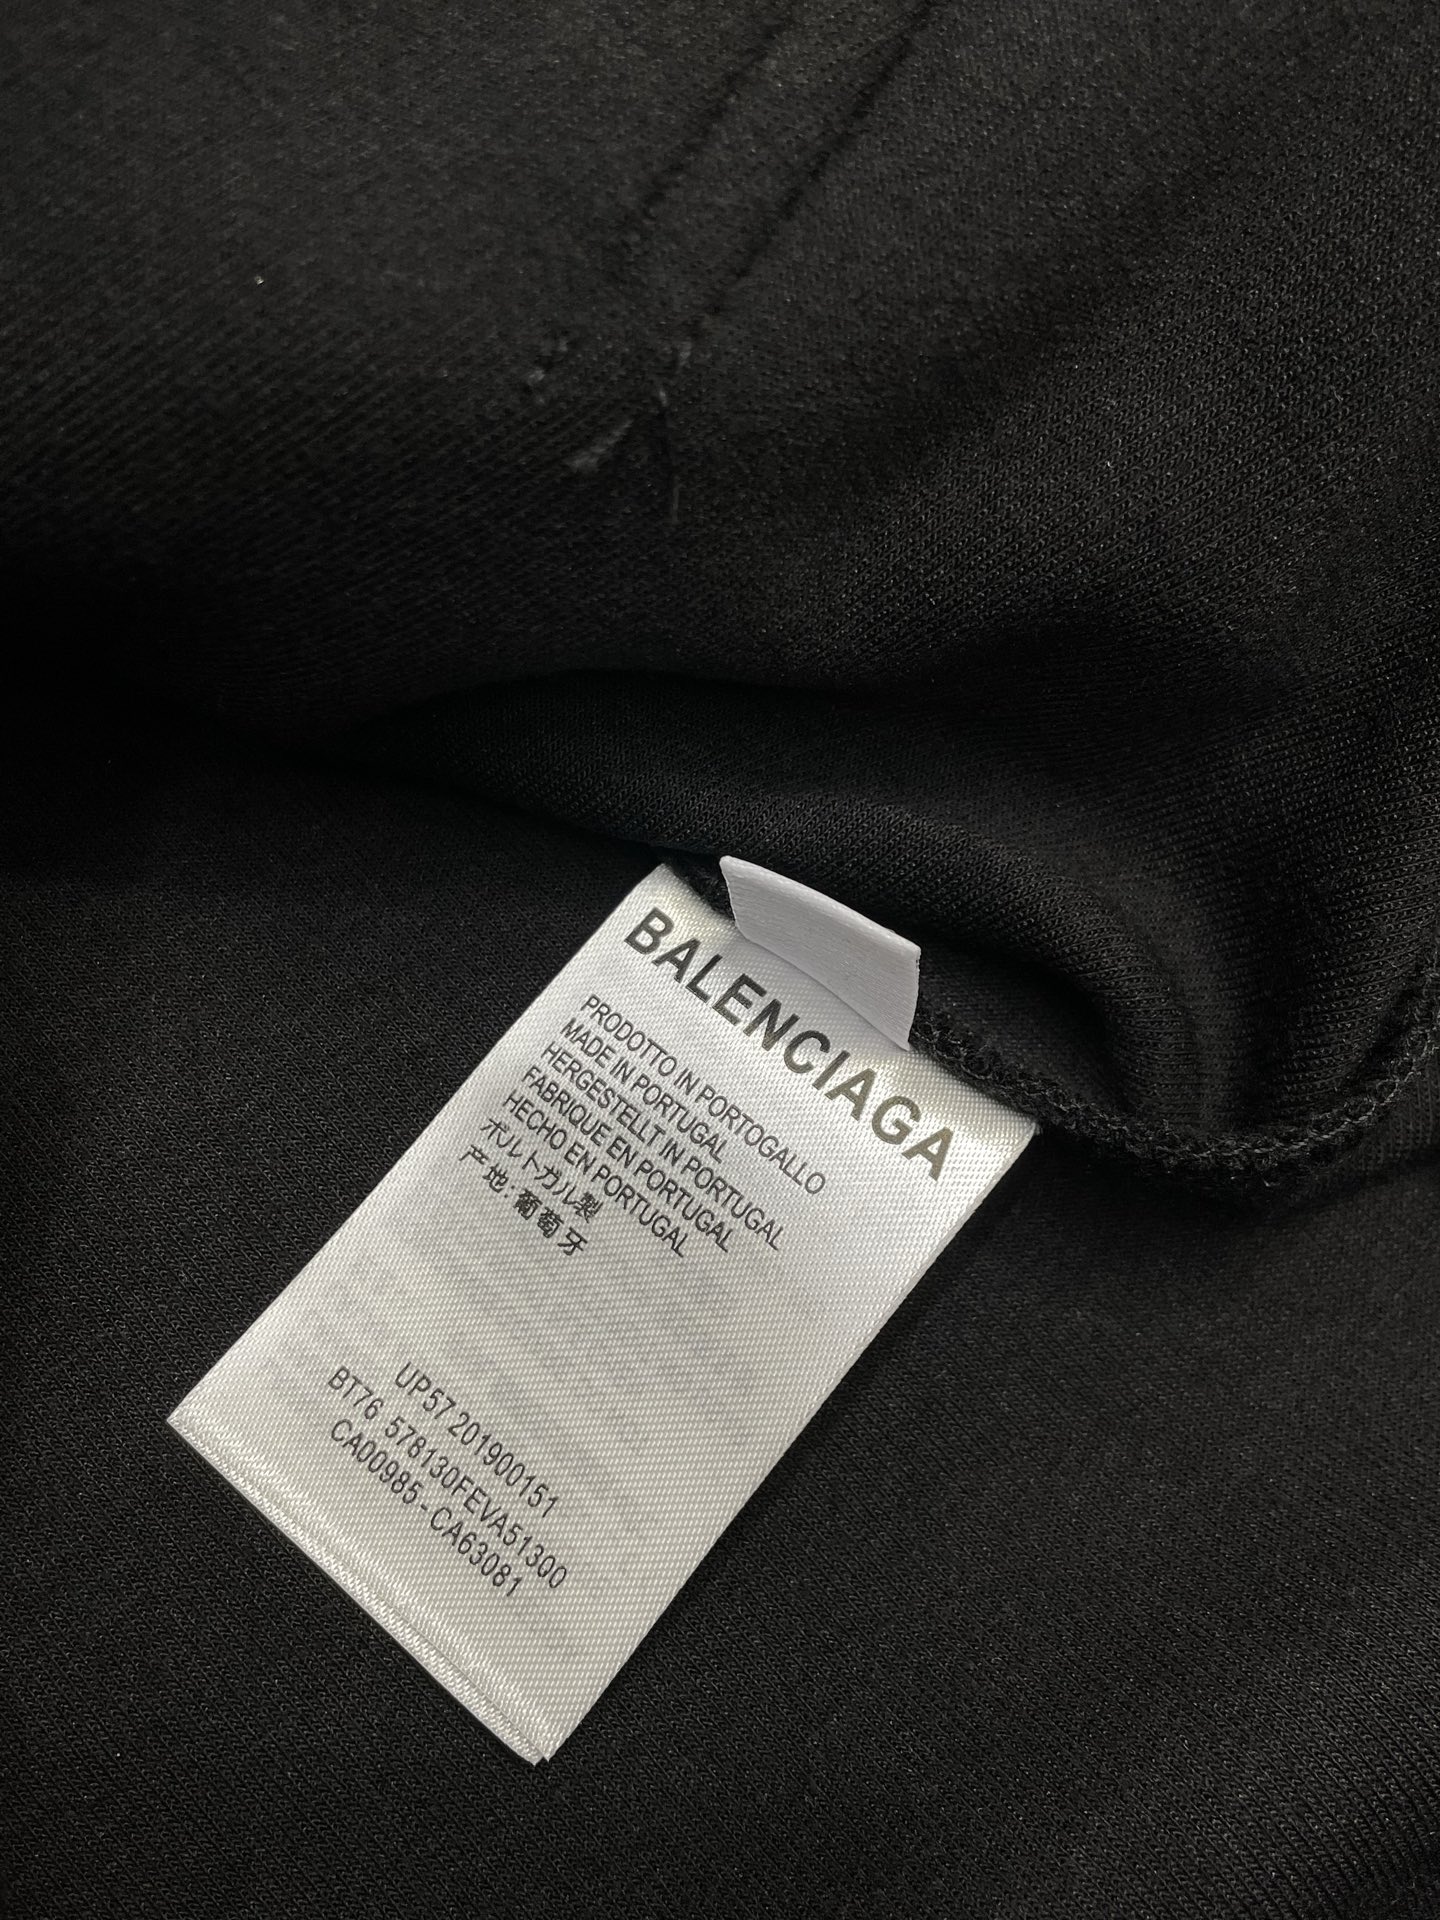 BALENCIAGA
PRODOTTO IN PORTOGALLO
MADE IN PORTUGAL
HERGESTELLT IN PORTUGAL
FABRIQUE EN PORTUGAL
HECHO EN PORTUGAL
ポルトガル製
产地:葡萄牙
UP57 201900151
BT76 578130FEVA51300
CA00985-CA63081